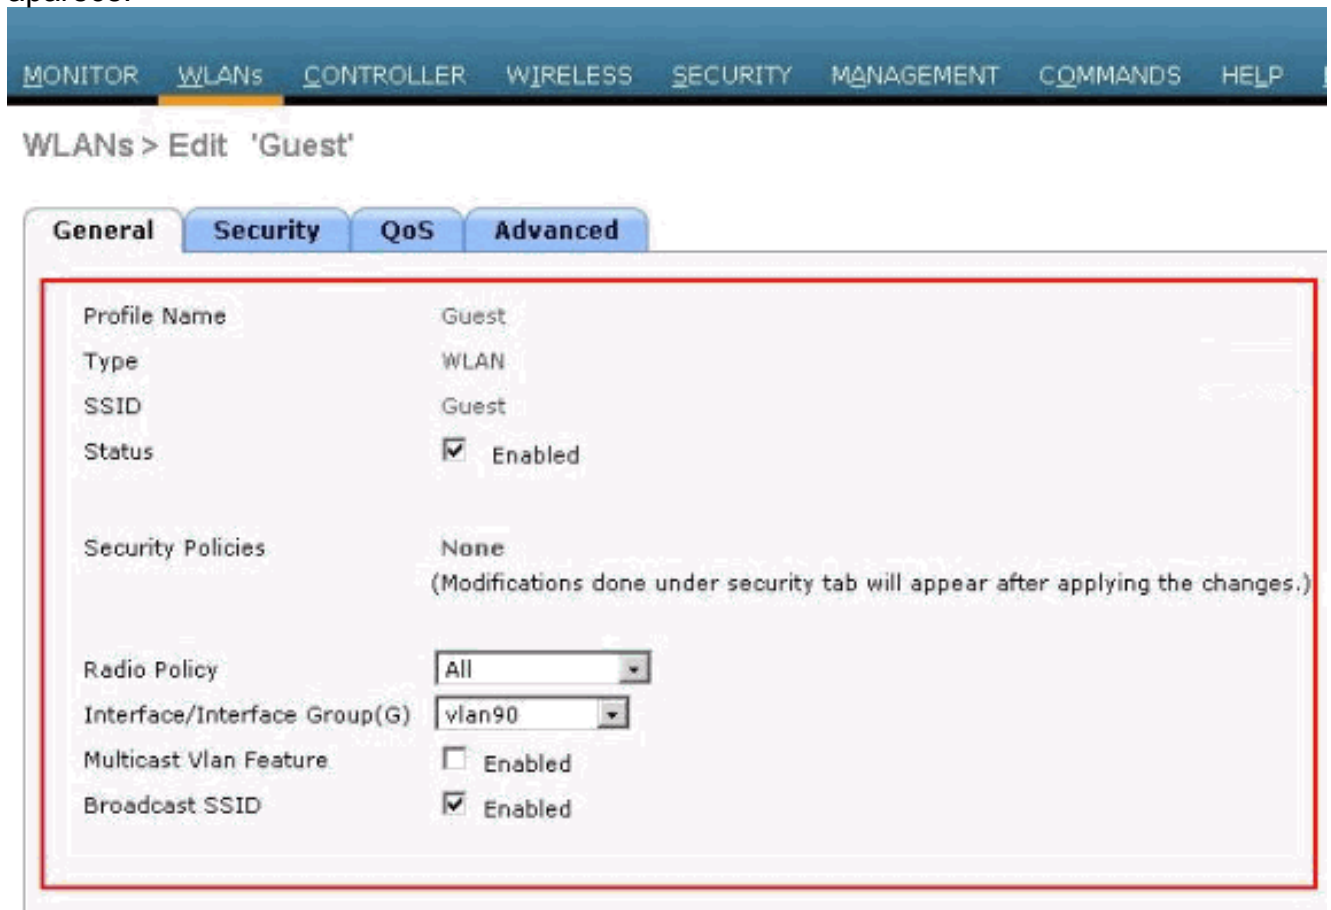 aparece.
MONITOR WLANs CONTROLLER WIRELESS SECURITY MANAGEMENT COMMANDS HELP
WLANs > Edit 'Guest'
General Security QoS Advanced
Profile Name Guest
Type WLAN
SSID Guest
Status Enabled
Security Policies None
(Modifications done under security tab will appear after applying the changes.)
Radio Policy All
Interface/Interface Group(G) vlan90
Multicast Vlan Feature Enabled
Broadcast SSID Enabled